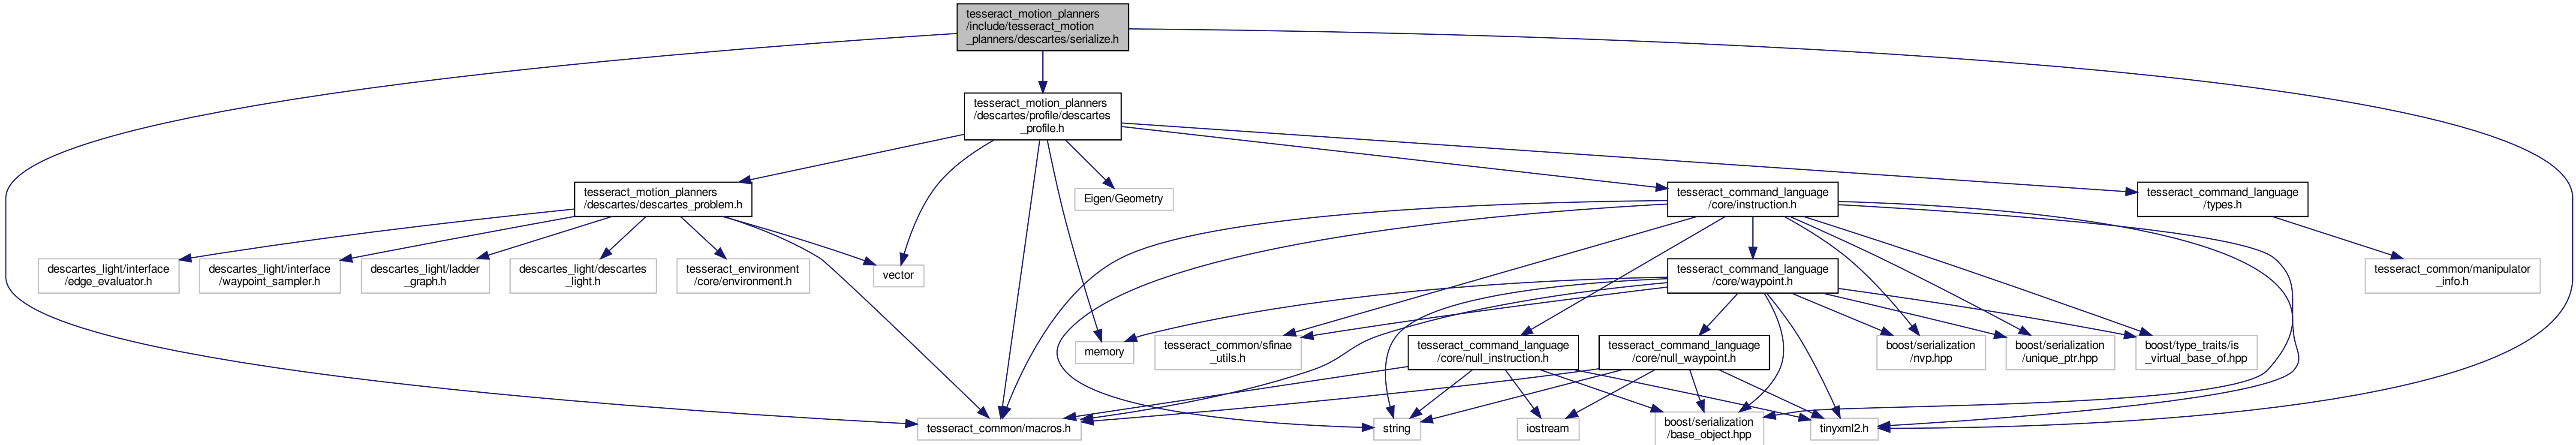 tesseract_motion_planners
/include/tesseract_motion
_planners/descartes/serialize.h
tesseract_motion_planners
/descartes/profile/descartes
_profile.h
tesseract_motion_planners
/descartes/descartes_problem.h
Eigen/Geometry
tesseract_command_language
/core/instruction.h
tesseract_command_language
/types.h
descartes_light/interface
/edge_evaluator.h
descartes_light/interface
/waypoint_sampler.h
descartes_light/ladder
_graph.h
descartes_light/descartes
_light.h
tesseract_environment
/core/environment.h
vector
tesseract_command_language
/core/waypoint.h
tesseract_common/manipulator
_info.h
memory
tesseract_common/sfinae
_utils.h
tesseract_command_language
/core/null_instruction.h
tesseract_command_language
/core/null_waypoint.h
boost/serialization
/nvp.hpp
boost/serialization
/unique_ptr.hpp
boost/type_traits/is
_virtual_base_of.hpp
tesseract_common/macros.h
string
iostream
boost/serialization
/base_object.hpp
tinyxml2.h